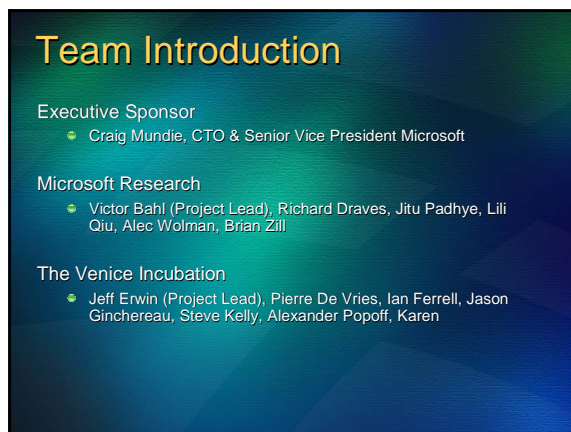 Team Introduction
Executive Sponsor
Craig Mundie, CTO & Senior Vice President Microsoft
Microsoft Research
Victor Bahl (Project Lead), Richard Draves, Jitu Padhye, Lili
Qiu, Alec Wolman, Brian Zill
The Venice Incubation
Jeff Erwin (Project Lead), Pierre De Vries, Ian Ferrell, Jason
Ginchereau, Steve Kelly, Alexander Popoff, Karen